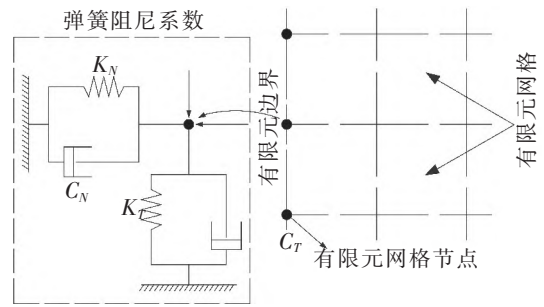 弹簧阻尼系数
K_N
C_N
K_T
有限元边界
有限元网格
C_T
有限元网格节点